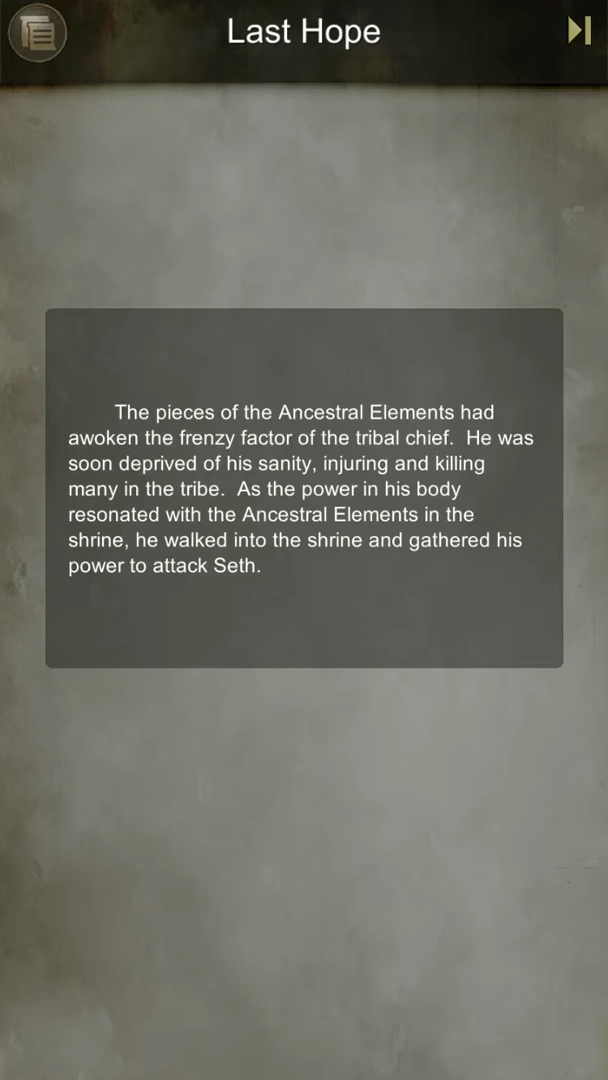 Last Hope
The pieces of the Ancestral Elements had
awoken the frenzy factor of the tribal chief.  He was
soon deprived of his sanity, injuring and killing
many in the tribe.  As the power in his body
resonated with the Ancestral Elements in the
shrine, he walked into the shrine and gathered his
power to attack Seth.